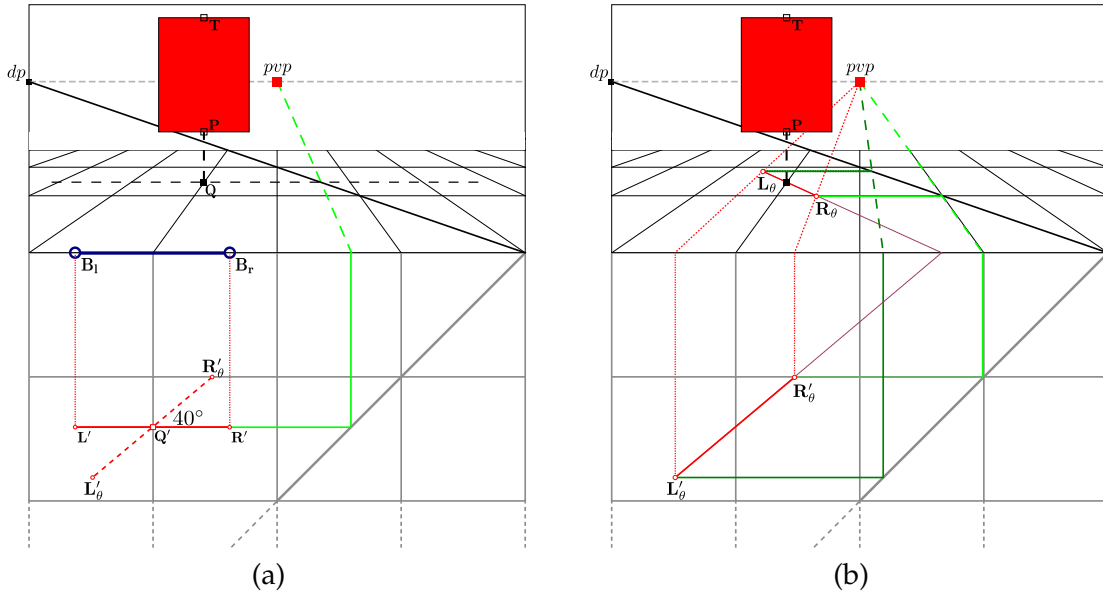 T
dp
pvp
P
Q
B_l
B_r
R′_θ
40°
L′
Q′
R′
L′_θ
(a)
T
dp
pvp
P
L_θ
R_θ
R′_θ
L′_θ
(b)